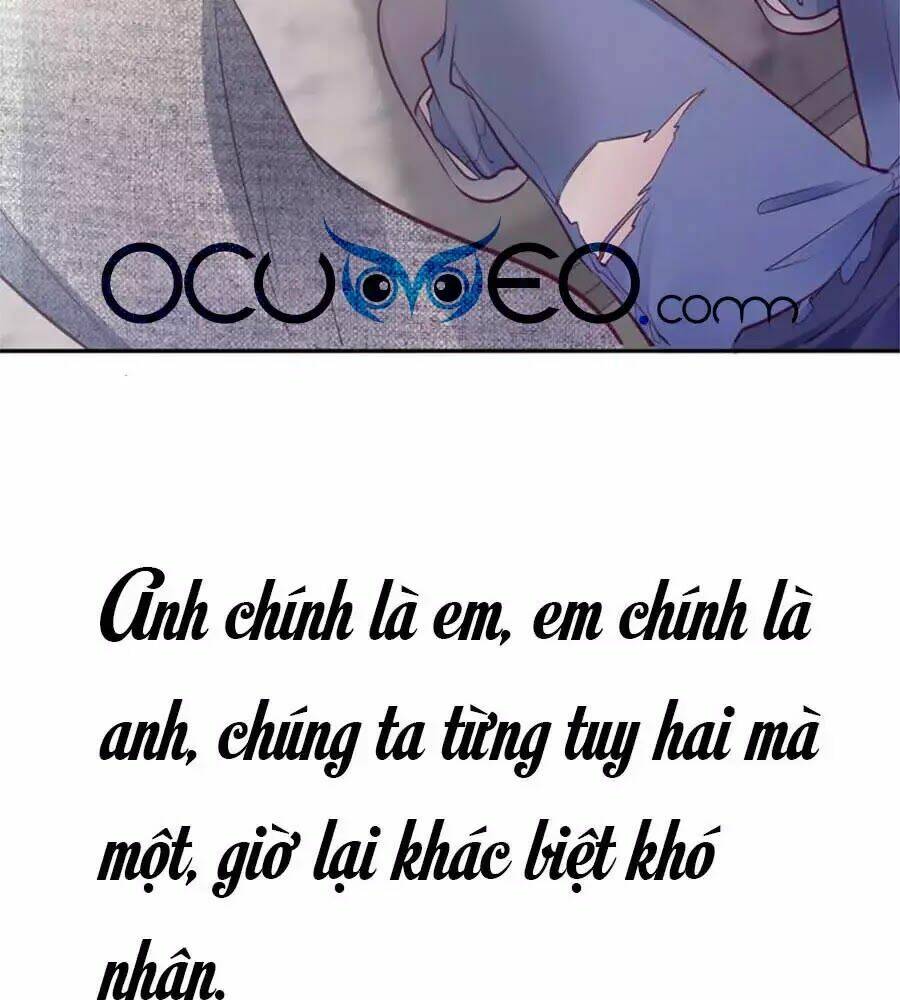 OCUMEO.com
Anh chính là em, em chính là
anh, chúng ta từng tuy hai mà
một, giờ lại khác biệt khó
nhận.